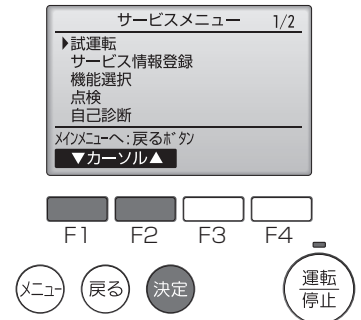 サービスメニュー 1/2
▶試運転
サービス情報登録
機能選択
点検
自己診断
ﾒｲﾝﾒﾆｭｰへ:戻るﾎﾞﾀﾝ
▼カーソル▲
F1 F2 F3 F4
メニュー 戻る 決定 運転
停止